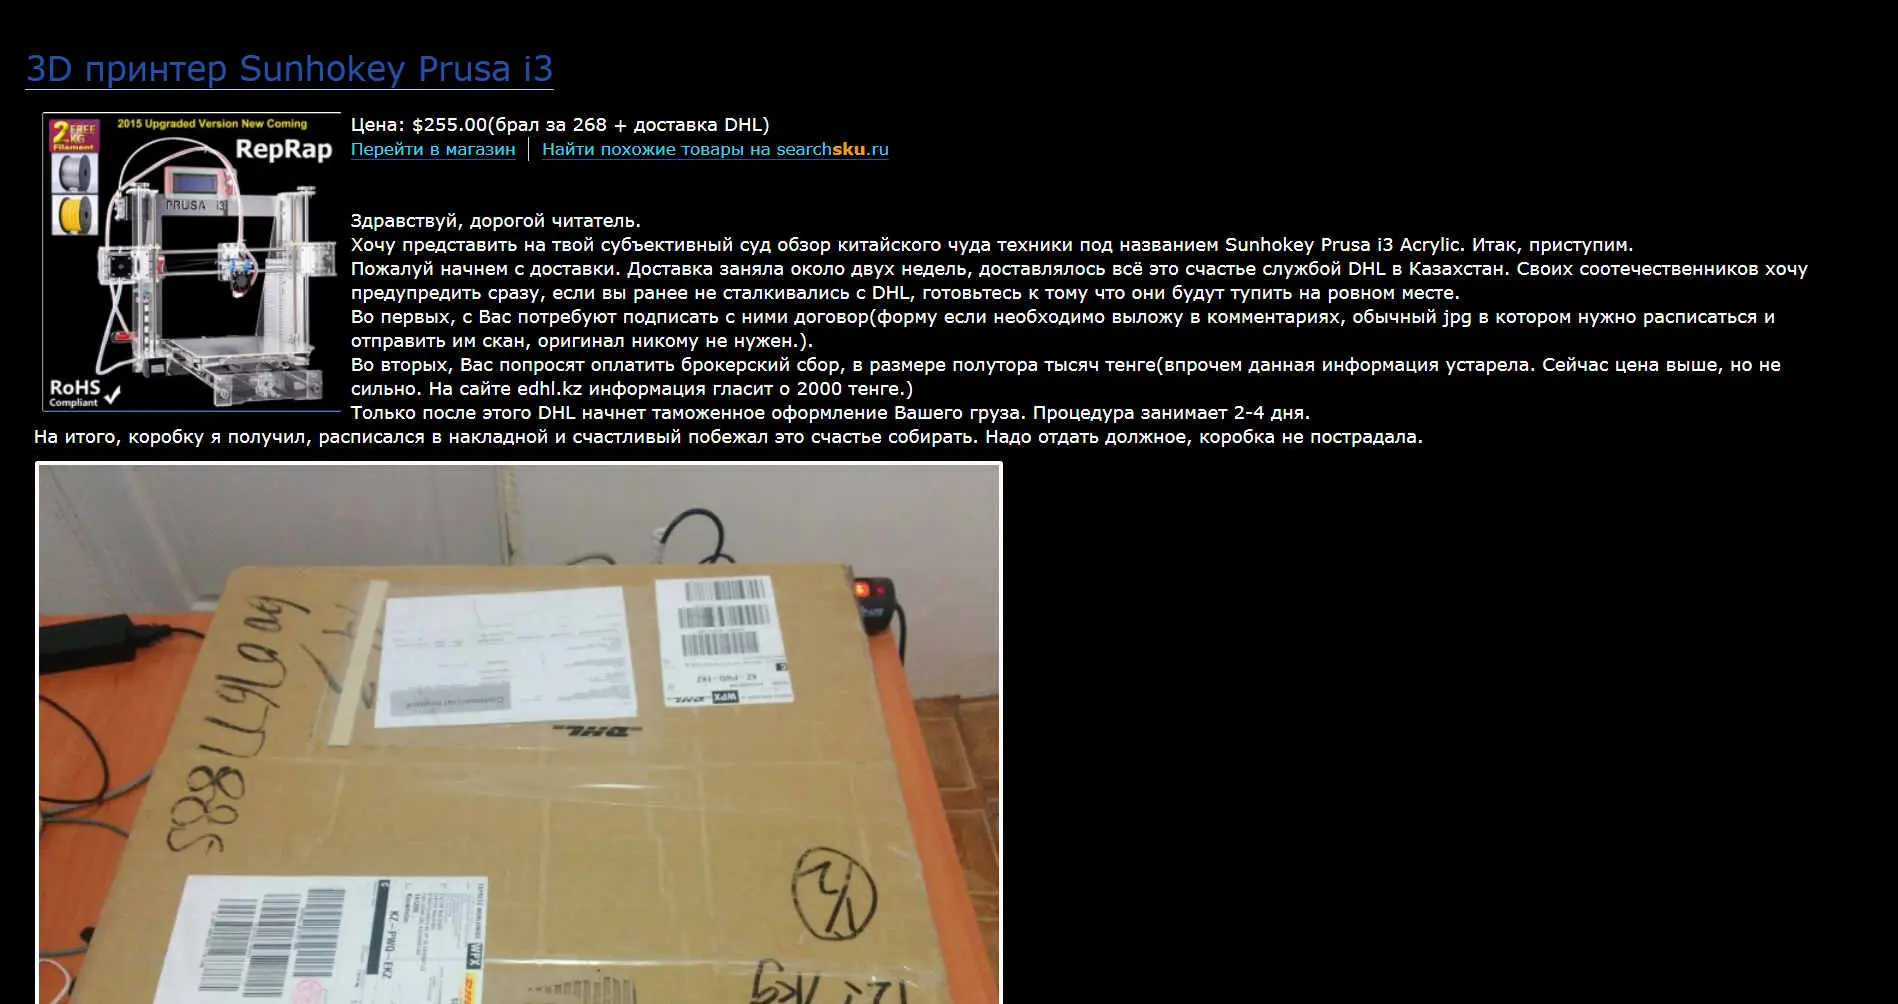 3D принтер Sunhokey Prusa i3
2 FREE KG Filament
2015 Upgraded Version New Coming
RepRap
PRUSA i3
RoHS
Compliant
Цена: $255.00(брал за 268 + доставка DHL)
Перейти в магазин | Найти похожие товары на searchsku.ru
Здравствуй, дорогой читатель.
Хочу представить на твой субъективный суд обзор китайского чуда техники под названием Sunhokey Prusa i3 Acrylic. Итак, приступим.
Пожалуй начнем с доставки. Доставка заняла около двух недель, доставлялось всё это счастье службой DHL в Казахстан. Своих соотечественников хочу
предупредить сразу, если вы ранее не сталкивались с DHL, готовьтесь к тому что они будут тупить на ровном месте.
Во первых, с Вас потребуют подписать с ними договор(форму если необходимо выложу в комментариях, обычный jpg в котором нужно расписаться и
отправить им скан, оригинал никому не нужен.).
Во вторых, Вас попросят оплатить брокерский сбор, в размере полутора тысяч тенге(впрочем данная информация устарела. Сейчас цена выше, но не
сильно. На сайте edhl.kz информация гласит о 2000 тенге.)
Только после этого DHL начнет таможенное оформление Вашего груза. Процедура занимает 2-4 дня.
На итого, коробку я получил, расписался в накладной и счастливый побежал это счастье собирать. Надо отдать должное, коробка не пострадала.
KZ-PWQ-EKZ
WPX
DHL
KZ-PWQ-EKZ
WPX
1/2